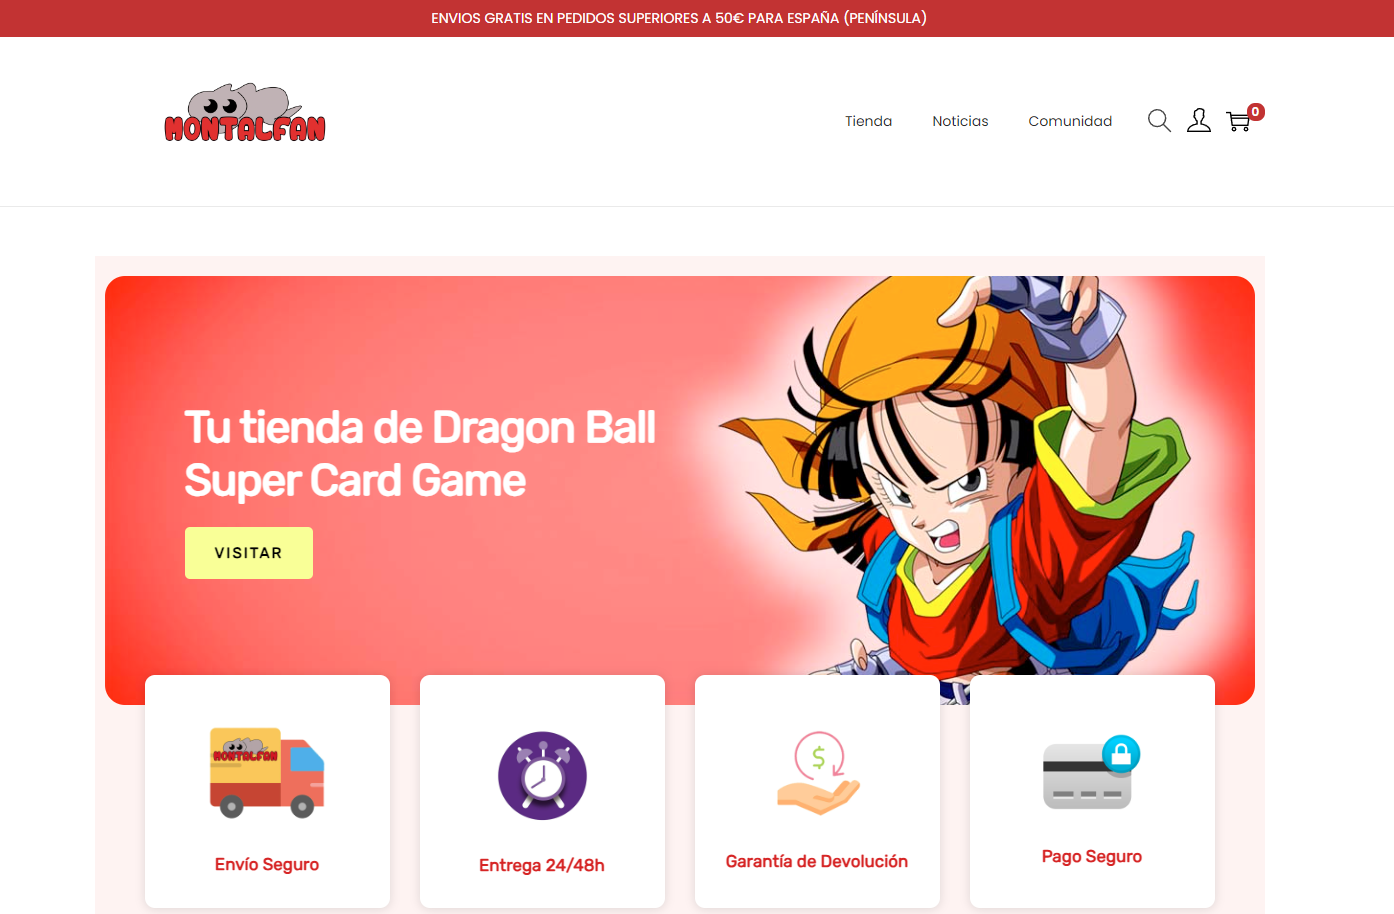 ENVIOS GRATIS EN PEDIDOS SUPERIORES A 50€ PARA ESPAÑA (PENÍNSULA)
MONTALFAN
Tienda
Noticias
Comunidad
0
Tu tienda de Dragon Ball
Super Card Game
VISITAR
MONTALFAN
$
Envío Seguro
Entrega 24/48h
Garantía de Devolución
Pago Seguro